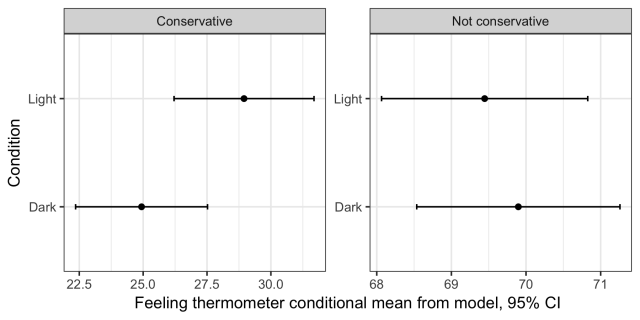 Conservative
Not conservative
Condition
Light
Dark
Light
Dark
22.5 25.0 27.5 30.0
68 69 70 71
Feeling thermometer conditional mean from model, 95% CI